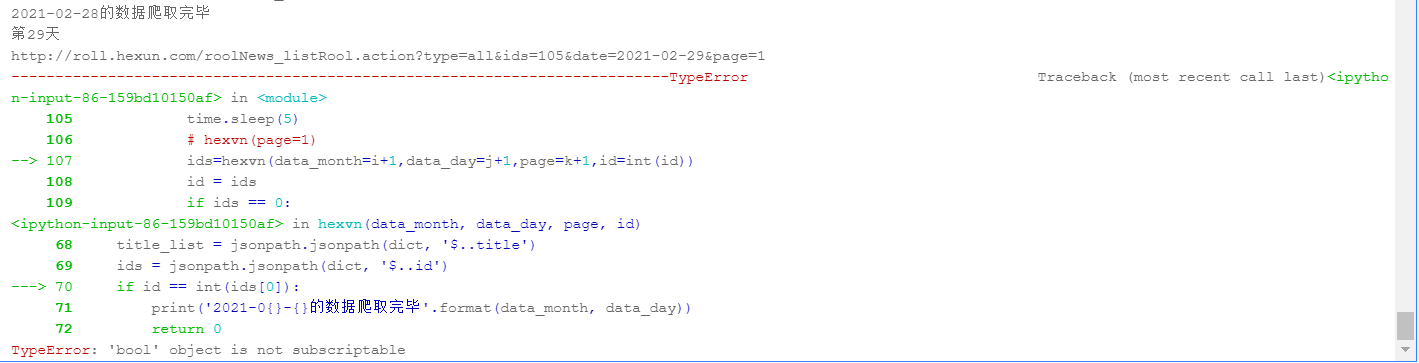 2021-02-28的数据爬取完毕
第29天
http://roll.hexun.com/roolNews_listRool.action?type=all&ids=105&date=2021-02-29&page=1
---------------------------------------------------------------------------TypeError                                 Traceback (most recent call last)<ipytho
n-input-86-159bd10150af> in <module>
    105             time.sleep(5)
    106             # hexvn(page=1)
--> 107             ids=hexvn(data_month=i+1,data_day=j+1,page=k+1,id=int(id))
    108             id = ids
    109             if ids == 0:
<ipython-input-86-159bd10150af> in hexvn(data_month, data_day, page, id)
     68     title_list = jsonpath.jsonpath(dict, '$..title')
     69     ids = jsonpath.jsonpath(dict, '$..id')
---> 70     if id == int(ids[0]):
     71         print('2021-0{}-{}的数据爬取完毕'.format(data_month, data_day))
     72         return 0
TypeError: 'bool' object is not subscriptable